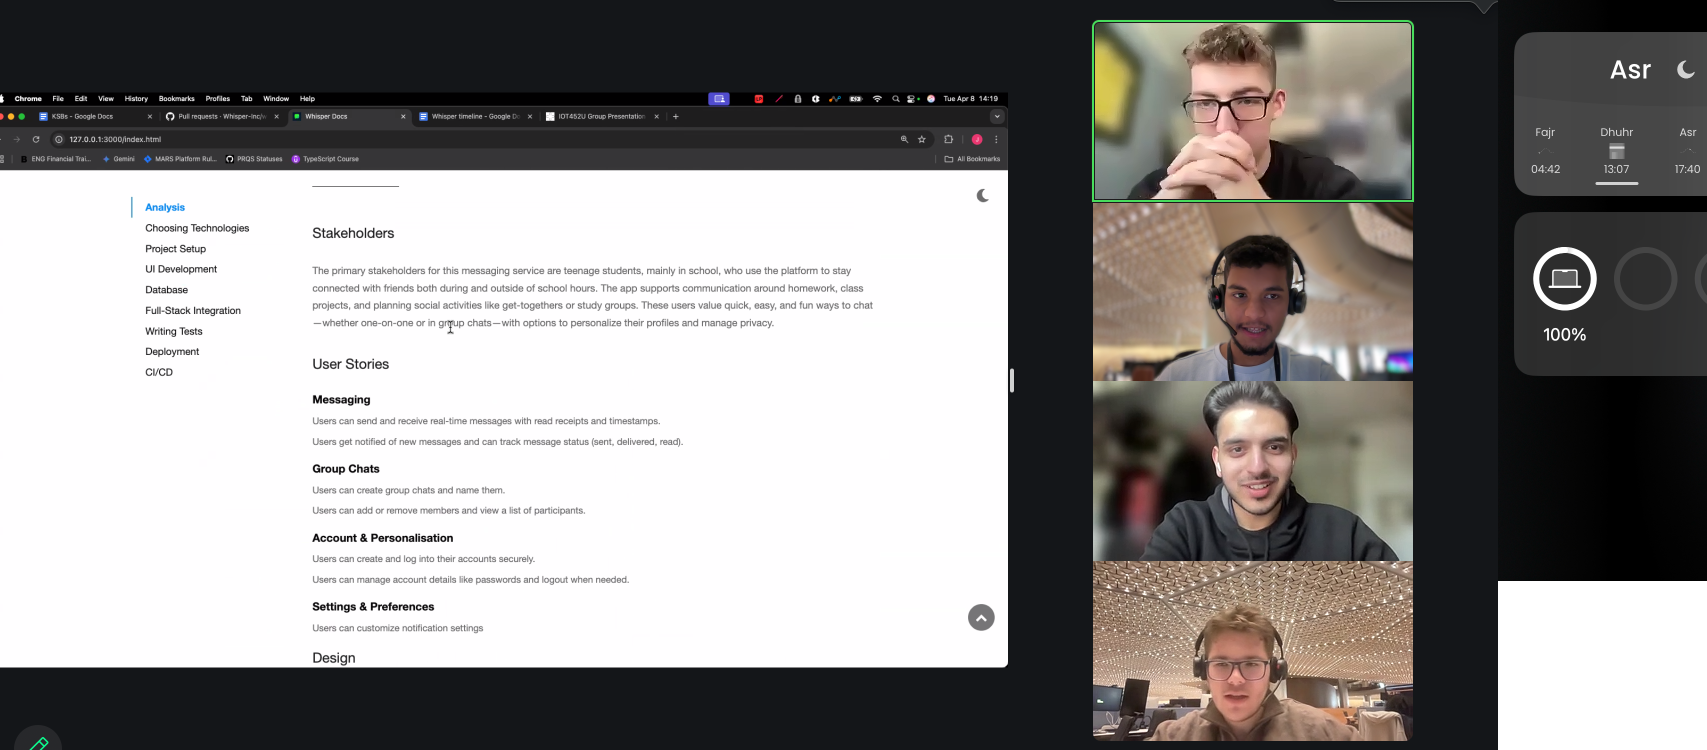 Chrome File Edit View History Bookmarks Profiles Tab Window Help
Tue Apr 8 14:19
KSBs - Google Docs
Pull requests · Whisper-Inc/w
Whisper Docs
Whisper timeline - Google Do
IOT452U Group Presentation
127.0.0.1:3000/index.html
ENG Financial Trai...
Gemini
MARS Platform Rul...
PRQS Statuses
TypeScript Course
All Bookmarks
Analysis
Choosing Technologies
Project Setup
UI Development
Database
Full-Stack Integration
Writing Tests
Deployment
CI/CD
Stakeholders
The primary stakeholders for this messaging service are teenage students, mainly in school, who use the platform to stay
connected with friends both during and outside of school hours. The app supports communication around homework, class
projects, and planning social activities like get-togethers or study groups. These users value quick, easy, and fun ways to chat
—whether one-on-one or in group chats—with options to personalize their profiles and manage privacy.
User Stories
Messaging
Users can send and receive real-time messages with read receipts and timestamps.
Users get notified of new messages and can track message status (sent, delivered, read).
Group Chats
Users can create group chats and name them.
Users can add or remove members and view a list of participants.
Account & Personalisation
Users can create and log into their accounts securely.
Users can manage account details like passwords and logout when needed.
Settings & Preferences
Users can customize notification settings
Design
Asr
Fajr Dhuhr Asr
04:42 13:07 17:40
100%